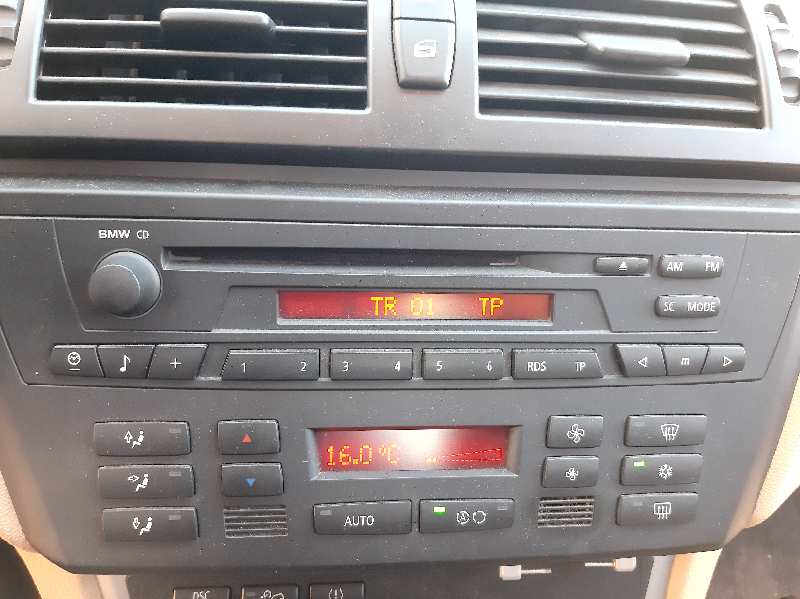 BMW CD
AM FM
TR 01 TP
SC MODE
1 2 3 4 5 6 RDS TP m
16.0°C
AUTO
A
DSC